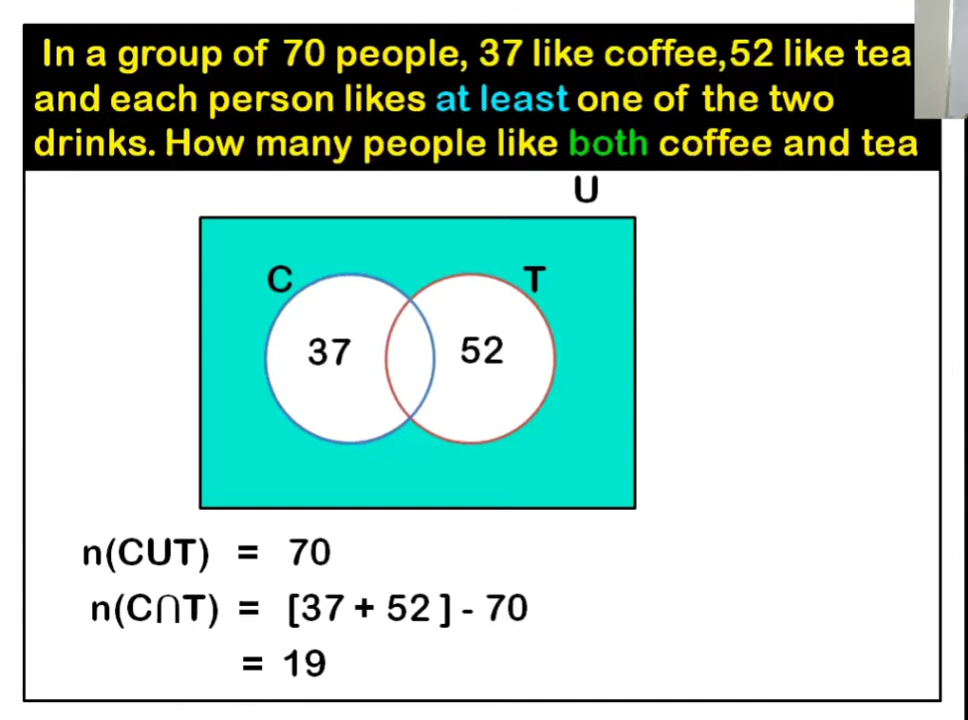 In a group of 70 people, 37 like coffee,52 like tea
and each person likes at least one of the two
drinks. How many people like both coffee and tea
U
C T
37 52
n(CUT) = 70
n(C∩T) = [37 + 52 ] - 70
= 19